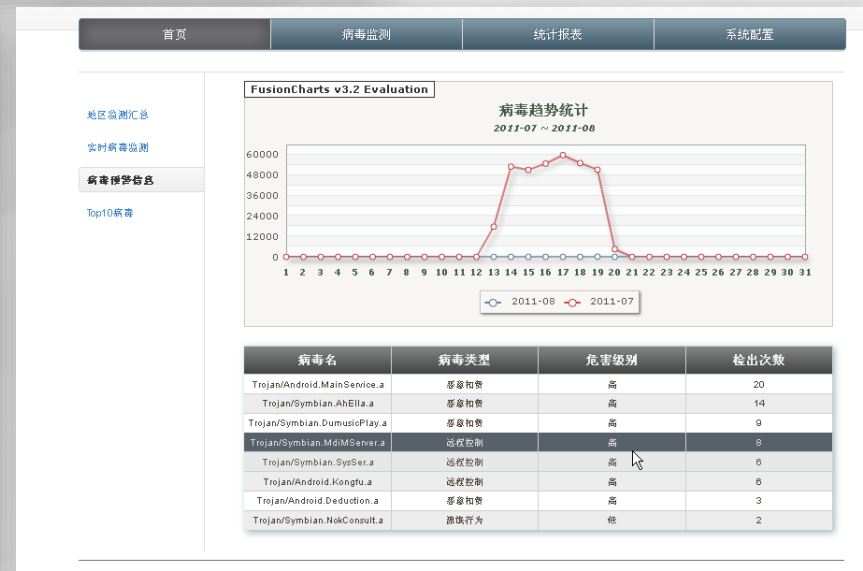 首页 病毒监测 统计报表 系统配置
地区监测汇总
实时病毒监测
病毒预警信息
Top10病毒
FusionCharts v3.2 Evaluation
病毒趋势统计
2011-07 ~ 2011-08
60000
48000
36000
24000
12000
0
1 2 3 4 5 6 7 8 9 10 11 12 13 14 15 16 17 18 19 20 21 22 23 24 25 26 27 28 29 30 31
2011-08 2011-07
病毒名 病毒类型 危害级别 检出次数
Trojan/Android.MainService.a 恶意扣费 高 20
Trojan/Symbian.AhElla.a 恶意扣费 高 14
Trojan/Symbian.DumusicPlay.a 恶意扣费 高 9
Trojan/Symbian.MdiMServer.a 远程控制 高 8
Trojan/Symbian.SysSer.a 远程控制 高 6
Trojan/Android.Kongfu.a 远程控制 高 6
Trojan/Android.Deduction.a 恶意扣费 高 3
Trojan/Symbian.NokConsult.a 流氓行为 低 2